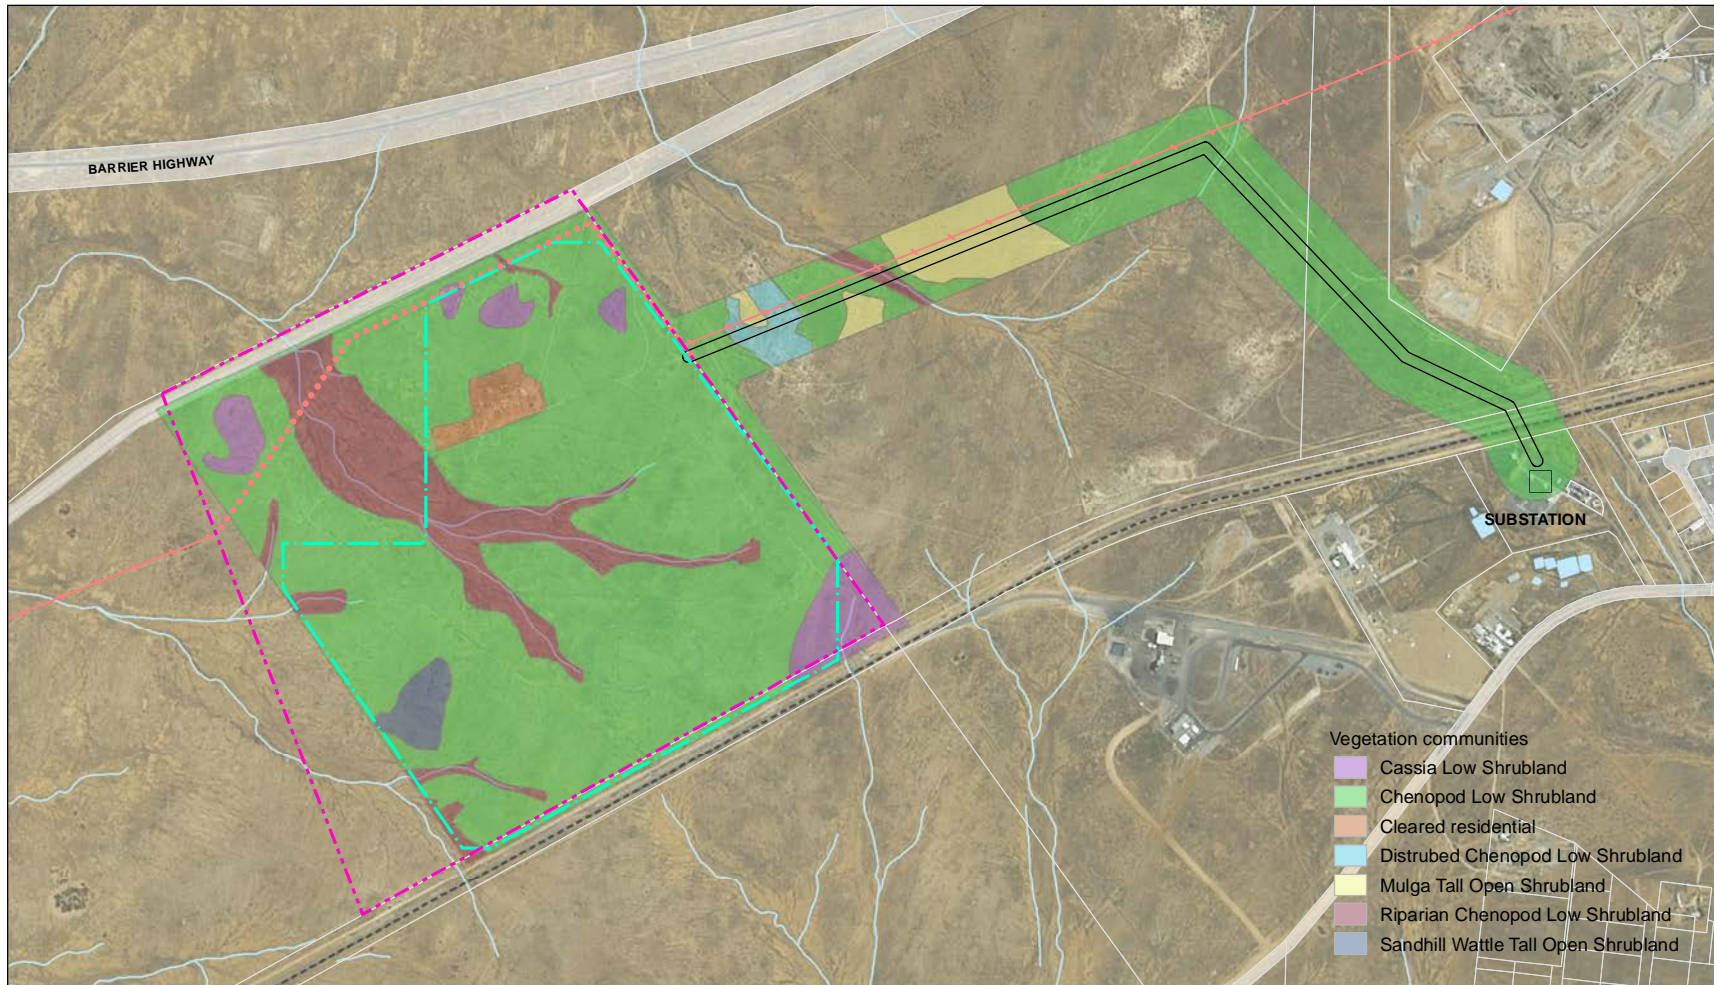 BARRIER HIGHWAY
SUBSTATION
Vegetation communities
Cassia Low Shrubland
Chenopod Low Shrubland
Cleared residential
Distrubed Chenopod Low Shrubland
Mulga Tall Open Shrubland
Riparian Chenopod Low Shrubland
Sandhill Wattle Tall Open Shrubland